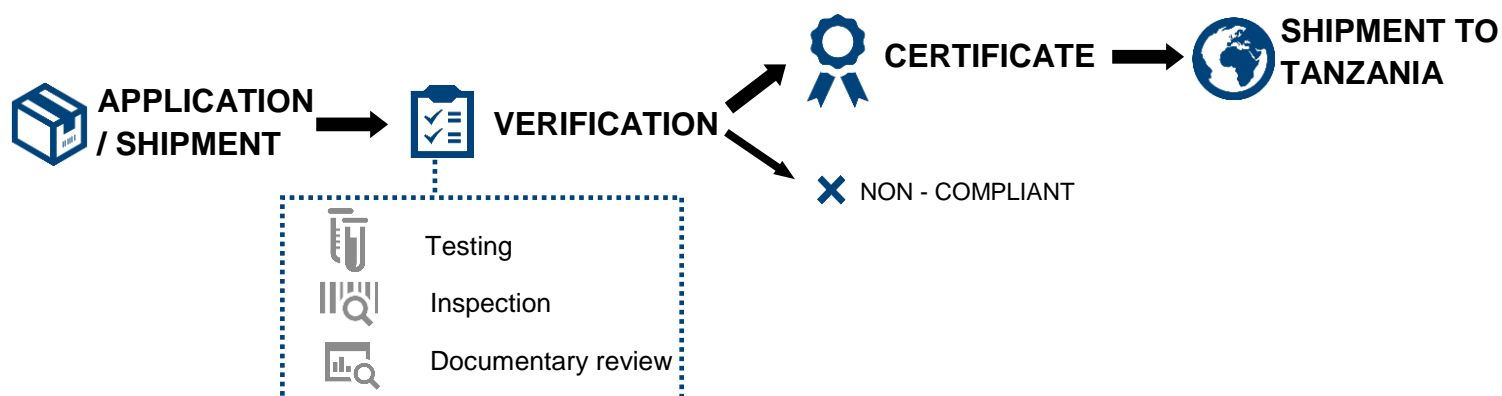 APPLICATION
/ SHIPMENT
VERIFICATION
CERTIFICATE
SHIPMENT TO
TANZANIA
NON - COMPLIANT
Testing
Inspection
Documentary review